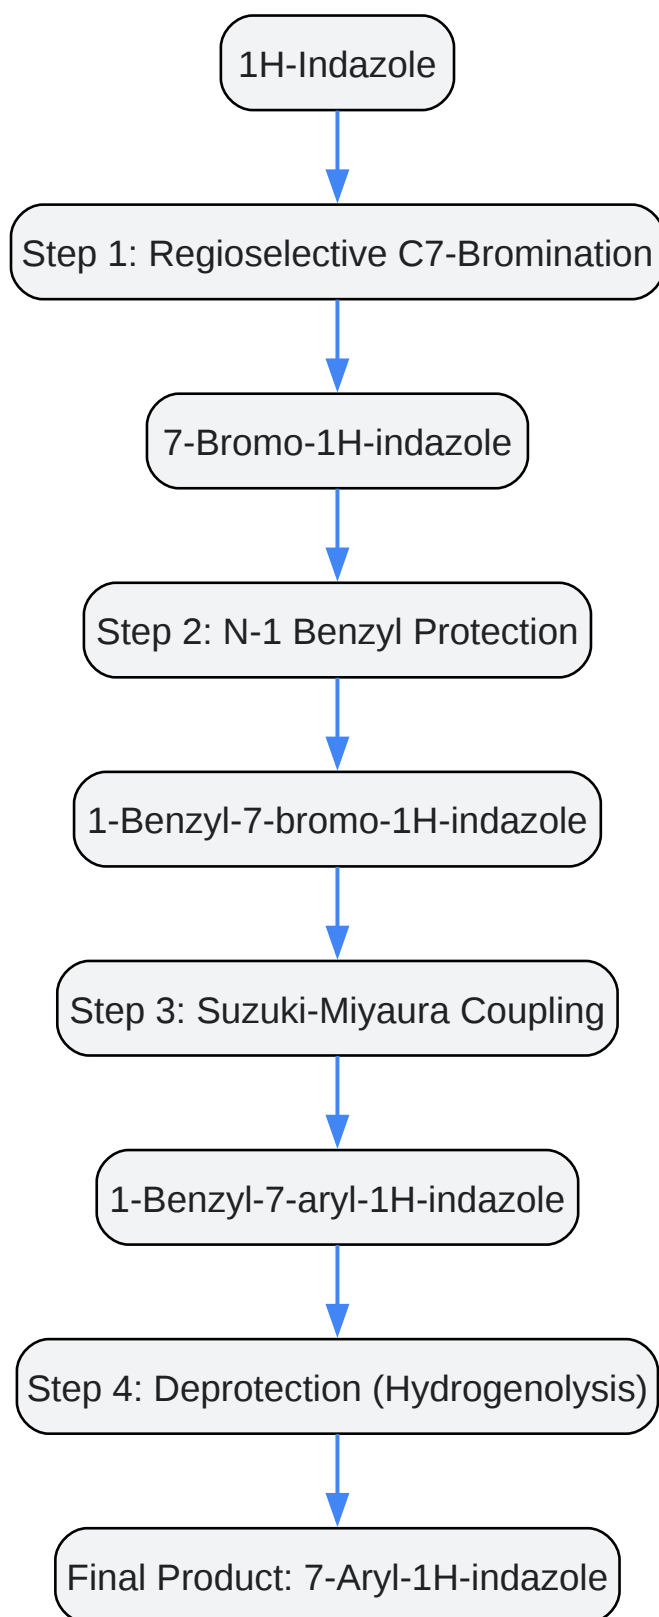 1H-Indazole
Step 1: Regioselective C7-Bromination
7-Bromo-1H-indazole
Step 2: N-1 Benzyl Protection
1-Benzyl-7-bromo-1H-indazole
Step 3: Suzuki-Miyaura Coupling
1-Benzyl-7-aryl-1H-indazole
Step 4: Deprotection (Hydrogenolysis)
Final Product: 7-Aryl-1H-indazole